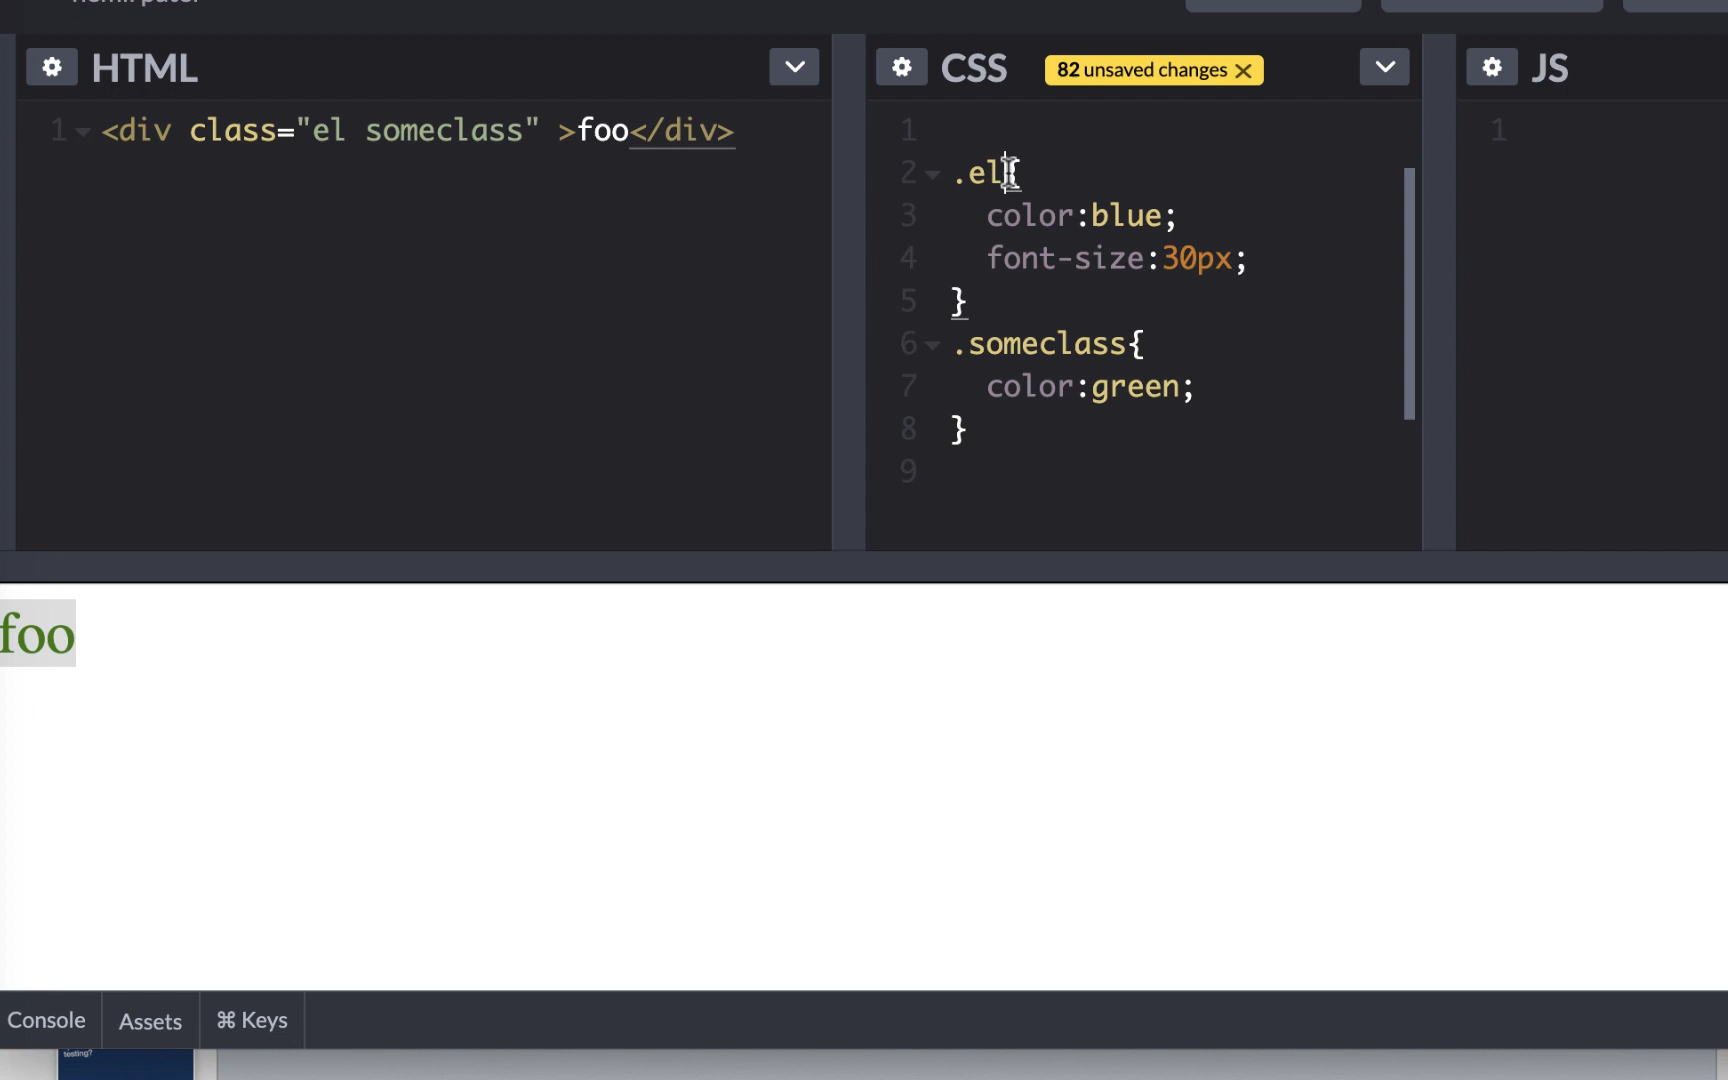 HTML
CSS
82 unsaved changes
JS
1 <div class="el someclass" >foo</div>
1
2 .el{
3 color:blue;
4 font-size:30px;
5 }
6 .someclass{
7 color:green;
8 }
9
1
foo
Console
Assets
⌘ Keys
testing?